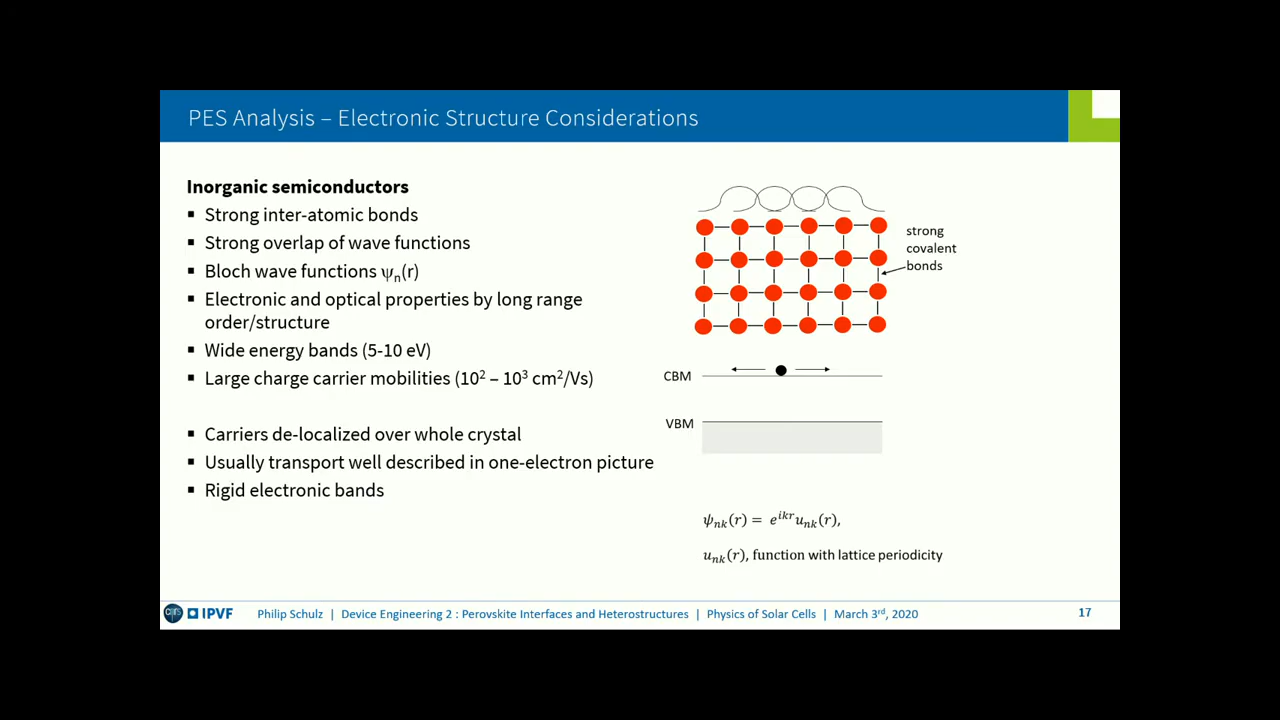 PES Analysis – Electronic Structure Considerations
Inorganic semiconductors
▪ Strong inter-atomic bonds
▪ Strong overlap of wave functions
▪ Bloch wave functions ψₙ(r)
▪ Electronic and optical properties by long range
order/structure
▪ Wide energy bands (5-10 eV)
▪ Large charge carrier mobilities (10² – 10³ cm²/Vs)
▪ Carriers de-localized over whole crystal
▪ Usually transport well described in one-electron picture
▪ Rigid electronic bands
strong
covalent
bonds
CBM
VBM
ψₙₖ(r) = e^{ikr}uₙₖ(r),
uₙₖ(r), function with lattice periodicity
cnrs IPVF Philip Schulz | Device Engineering 2 : Perovskite Interfaces and Heterostructures | Physics of Solar Cells | March 3rd, 2020 17